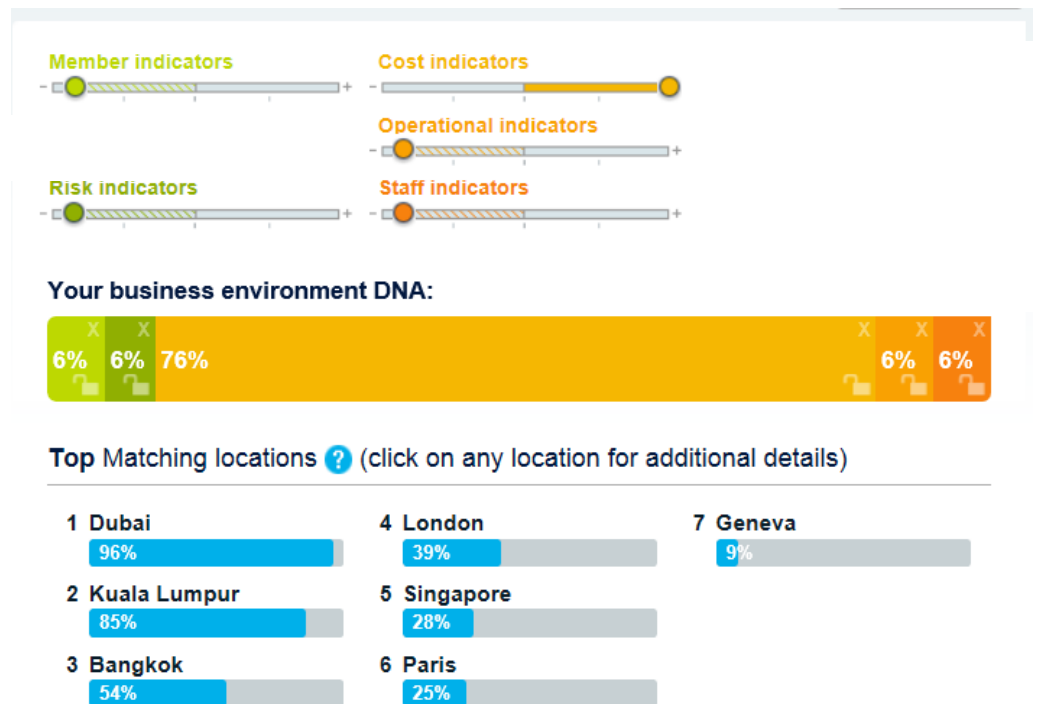 Member indicators
Cost indicators
- +
-
Operational indicators
- +
Risk indicators
Staff indicators
- +
- +
Your business environment DNA:
X X X X X
6% 6% 76% 6% 6%
Top Matching locations ? (click on any location for additional details)
1 Dubai
96%
2 Kuala Lumpur
85%
3 Bangkok
54%
4 London
39%
5 Singapore
28%
6 Paris
25%
7 Geneva
9%